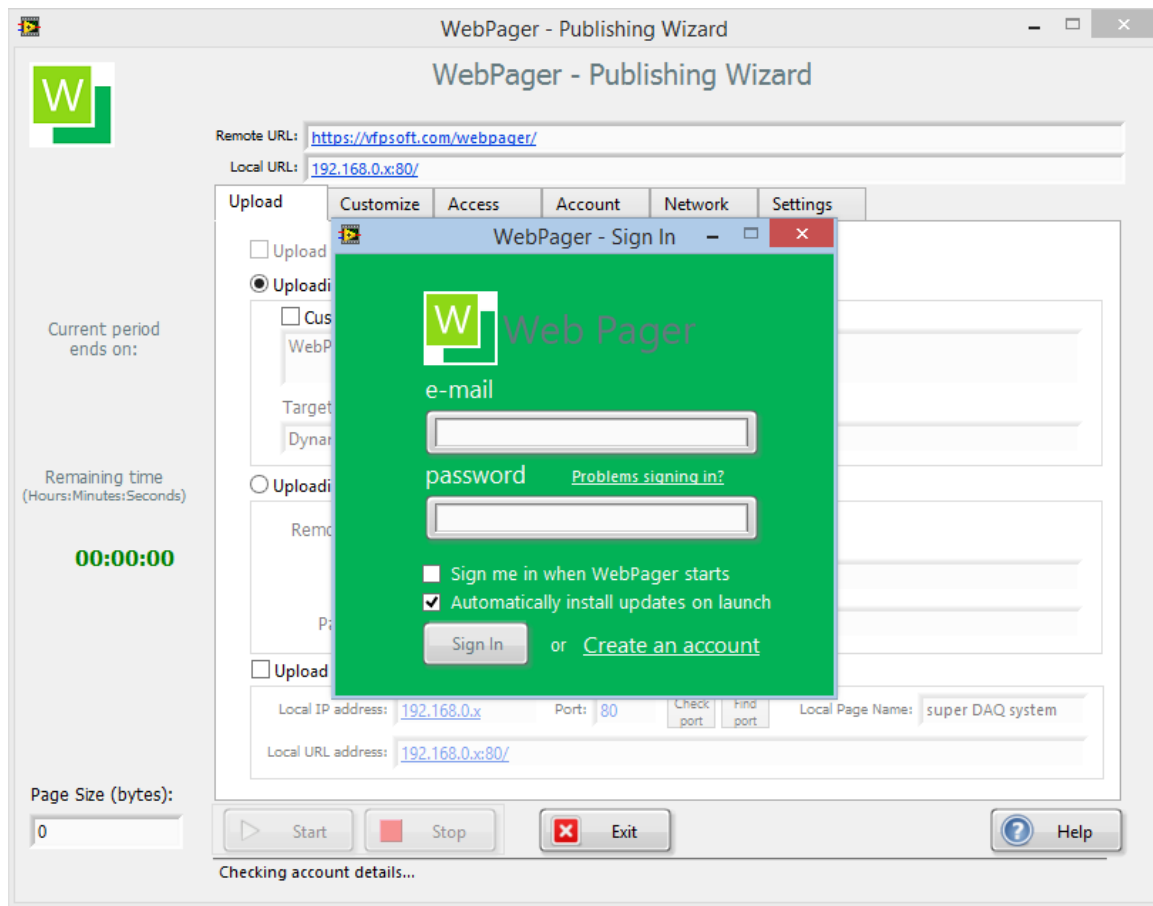 WebPager - Publishing Wizard
WebPager - Publishing Wizard
W
Remote URL: https://vfpsoft.com/webpager/
Local URL: 192.168.0.x:80/
Upload Customize Access Account Network Settings
WebPager - Sign In
Upload
Uploadi
Cus
WebP
Target
Dynar
Current period
ends on:
W Web Pager
e-mail
password Problems signing in?
Remaining time
(Hours:Minutes:Seconds)
Uploadi
Remo
00:00:00
Sign me in when WebPager starts
Automatically install updates on launch
Sign In or Create an account
Upload
Local IP address: 192.168.0.x Port: 80 Check port Find port Local Page Name: super DAQ system
Local URL address: 192.168.0.x:80/
Page Size (bytes):
0
Start Stop Exit Help
Checking account details...